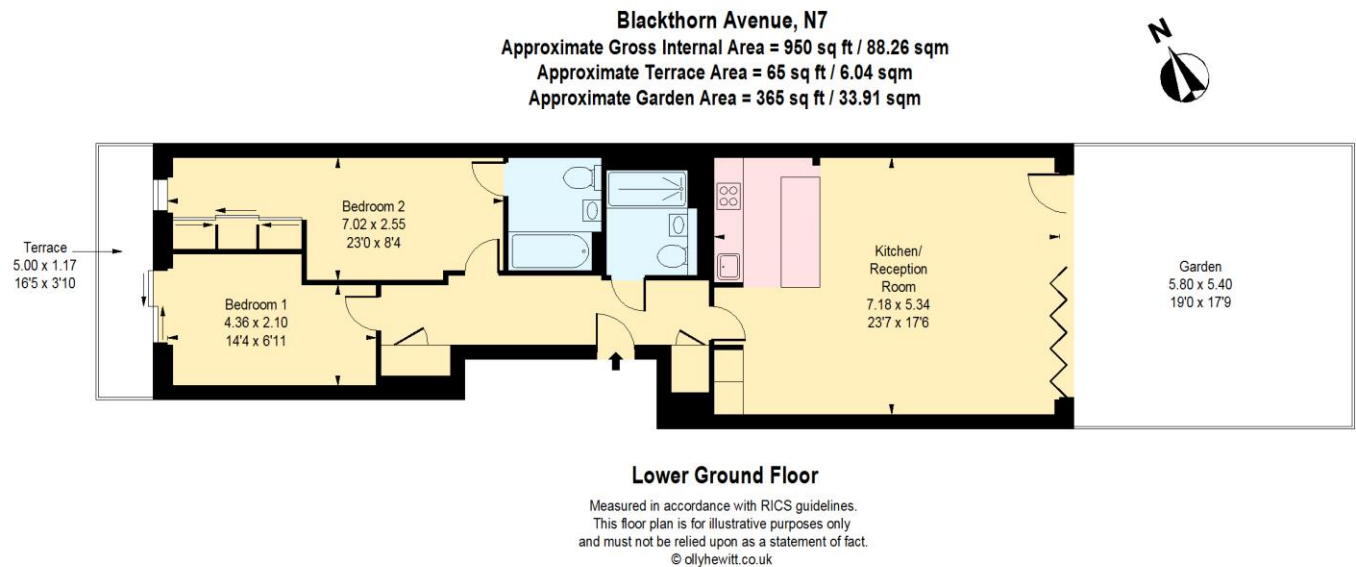 Blackthorn Avenue, N7
Approximate Gross Internal Area = 950 sq ft / 88.26 sqm
Approximate Terrace Area = 65 sq ft / 6.04 sqm
Approximate Garden Area = 365 sq ft / 33.91 sqm
N
Terrace
5.00 x 1.17
16'5 x 3'10
Bedroom 2
7.02 x 2.55
23'0 x 8'4
Bedroom 1
4.36 x 2.10
14'4 x 6'11
Kitchen/
Reception
Room
7.18 x 5.34
23'7 x 17'6
Garden
5.80 x 5.40
19'0 x 17'9
Lower Ground Floor
Measured in accordance with RICS guidelines.
This floor plan is for illustrative purposes only
and must not be relied upon as a statement of fact.
© ollyhewitt.co.uk